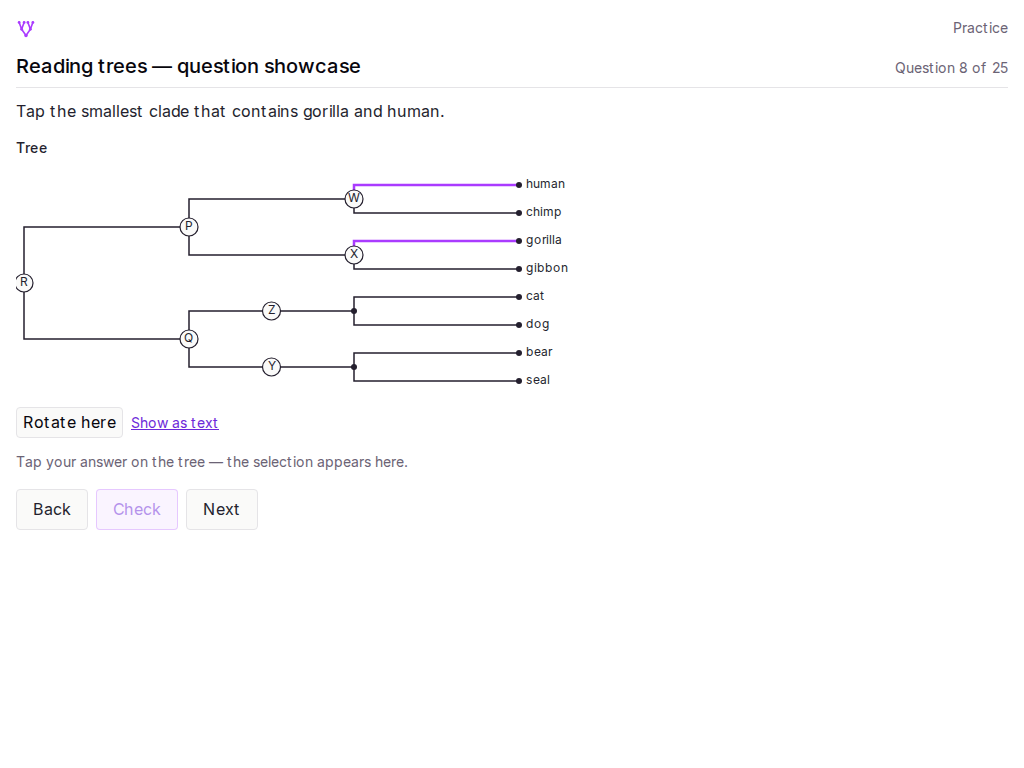 Practice
Reading trees — question showcase
Question 8 of 25
Tap the smallest clade that contains gorilla and human.
Tree
human
W
chimp
P
gorilla
X
gibbon
R
cat
Z
dog
Q
bear
Y
seal
Rotate here
Show as text
Tap your answer on the tree — the selection appears here.
Back
Check
Next